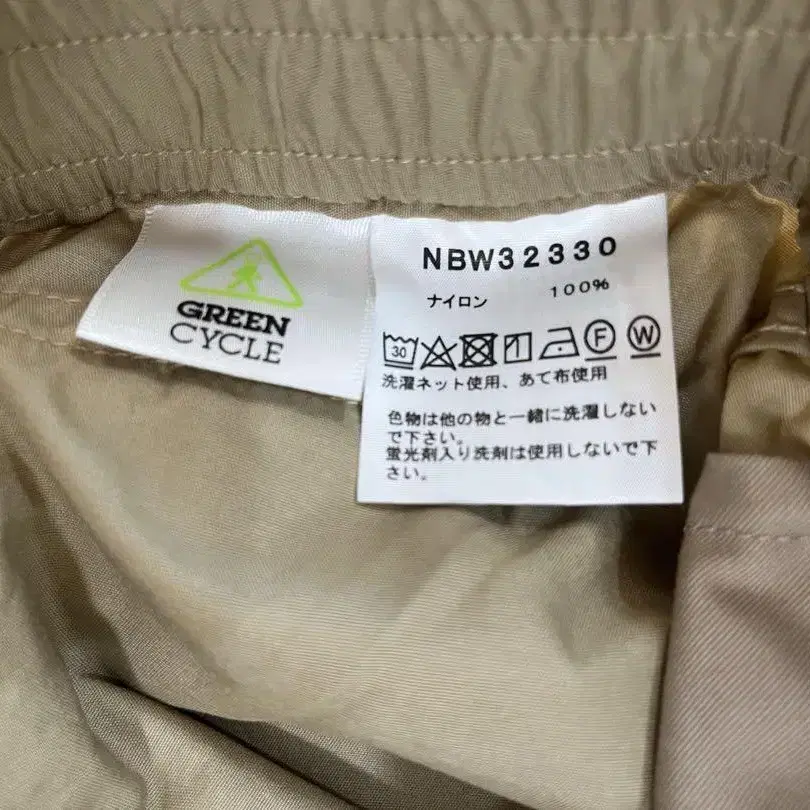 GREEN
CYCLE
NBW32330
ナイロン 100%
30 F W
洗濯ネット使用、あて布使用
色物は他の物と一緒に洗濯しない
で下さい。
蛍光剤入り洗剤は使用しないで下
さい。